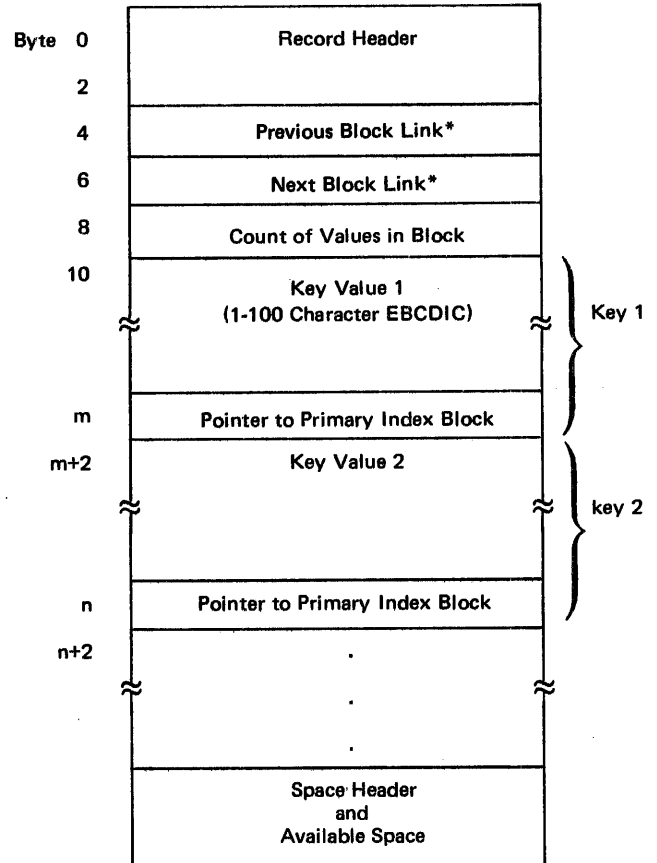 Byte 0 Record Header
2
4 Previous Block Link*
6 Next Block Link*
8 Count of Values in Block
10 Key Value 1
(1-100 Character EBCDIC)
Key 1
m Pointer to Primary Index Block
m+2 Key Value 2
key 2
n Pointer to Primary Index Block
n+2 .
.
.
Space Header
and
Available Space